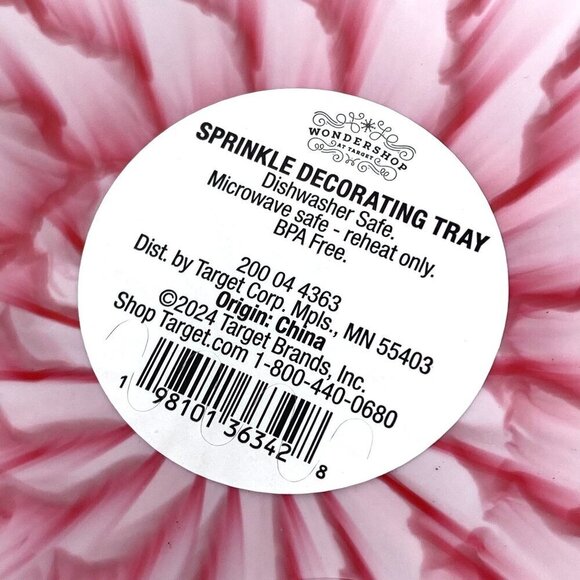 WONDERSHOP
AT TARGET
SPRINKLE DECORATING TRAY
Dishwasher Safe.
Microwave safe - reheat only.
BPA Free.
200 04 4363
Dist. by Target Corp. Mpls., MN 55403
Origin: China
©2024 Target Brands, Inc.
Shop Target.com 1-800-440-0680
1 98101 36342 8